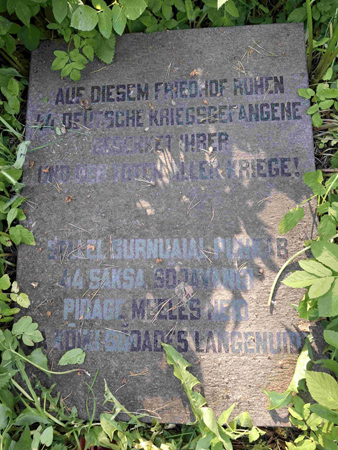 AUF DIESEM FRIEDHOF RUHEN
44 DEUTSCHE KRIEGSGEFANGENE
GEDENKET IHRER
UND DER TOTEN ALLER KRIEGE!
SELLEL SURNUAIAL PUHKAB
44 SAKSA SÕJAVANGI
PIDAGE MEELES NEID
SÕDADES LANGENUID